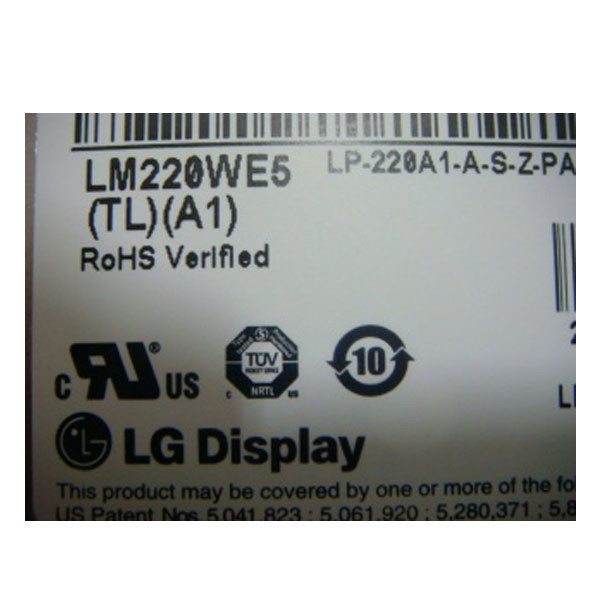 LM220WE5
LP-220A1-A-S-Z-PA
(TL)(A1)
RoHS Verified
C UR® US
TÜV
NRTL US
10
LG Display
This product may be covered by one or more of the fo
US Patent Nos. 5,041,823 ; 5,061,920 ; 5,280,371 ; 5,8